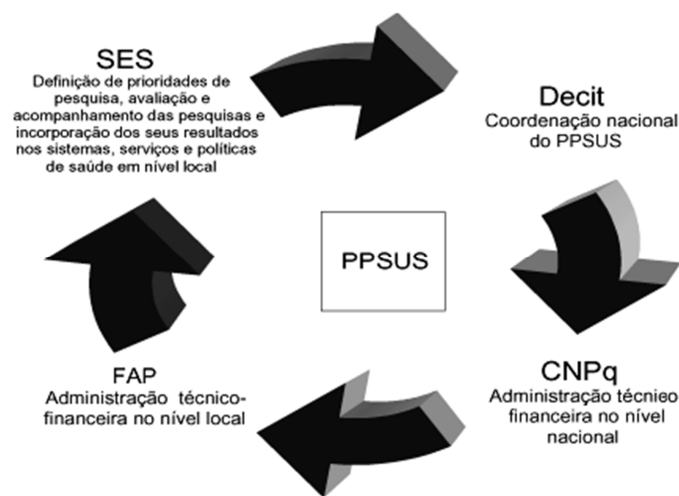 SES
Definição de prioridades de
pesquisa, avaliação e
acompanhamento das pesquisas e
incorporação dos seus resultados
nos sistemas, serviços e políticas
de saúde em nível local
Decit
Coordenação nacional
do PPSUS
PPSUS
CNPq
Administração técnico
financeira no nível
nacional
FAP
Administração técnico-
financeira no nível local